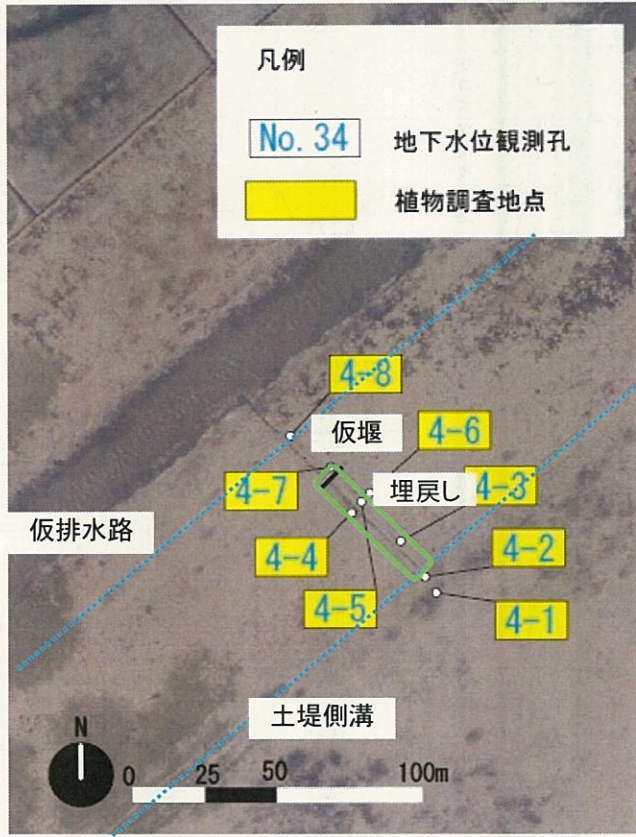 凡例
No. 34 地下水位観測孔
植物調査地点
4-8
仮堰
4-6
4-7
埋戻し
4-3
仮排水路
4-4
4-2
4-5
4-1
土堤側溝
N
0 25 50 100m